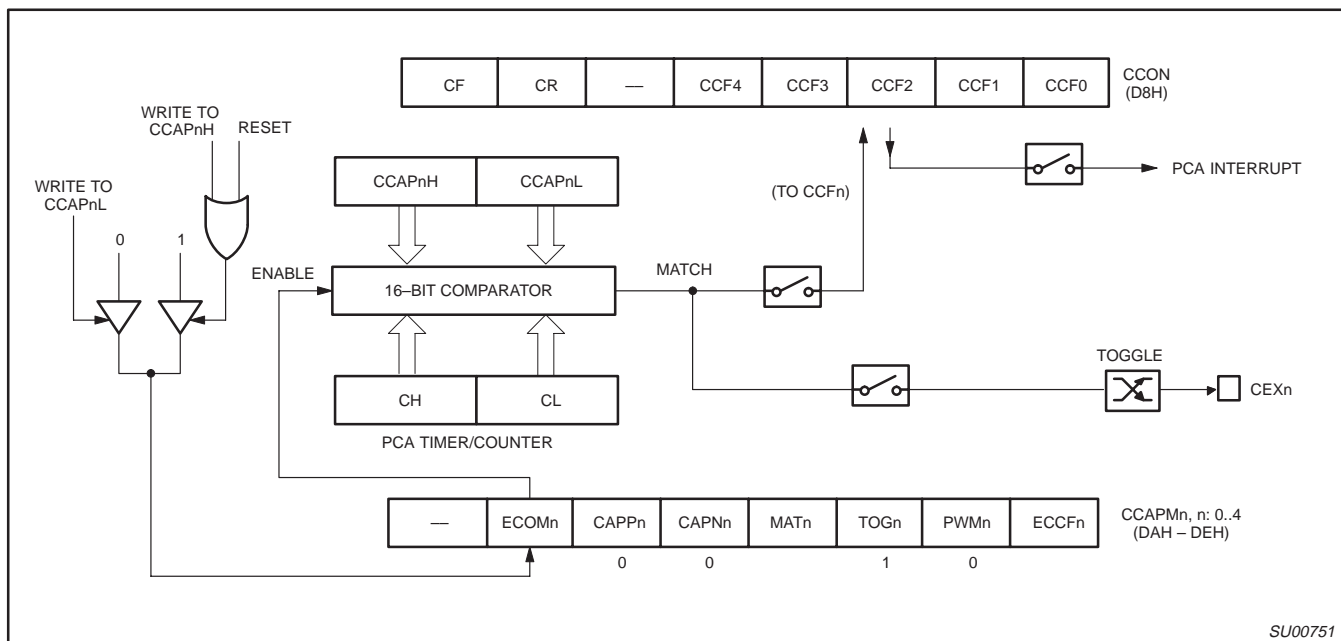 CF CR –– CCF4 CCF3 CCF2 CCF1 CCF0
CCON
(D8H)
WRITE TO
CCAPnH
RESET
CCAPnH CCAPnL
(TO CCFn)
PCA INTERRUPT
WRITE TO
CCAPnL
0 1
ENABLE
16–BIT COMPARATOR
MATCH
TOGGLE
CEXn
CH CL
PCA TIMER/COUNTER
–– ECOMn CAPPn CAPNn MATn TOGn PWMn ECCFn
CCAPMn, n: 0..4
(DAH – DEH)
0 0 1 0
SU00751